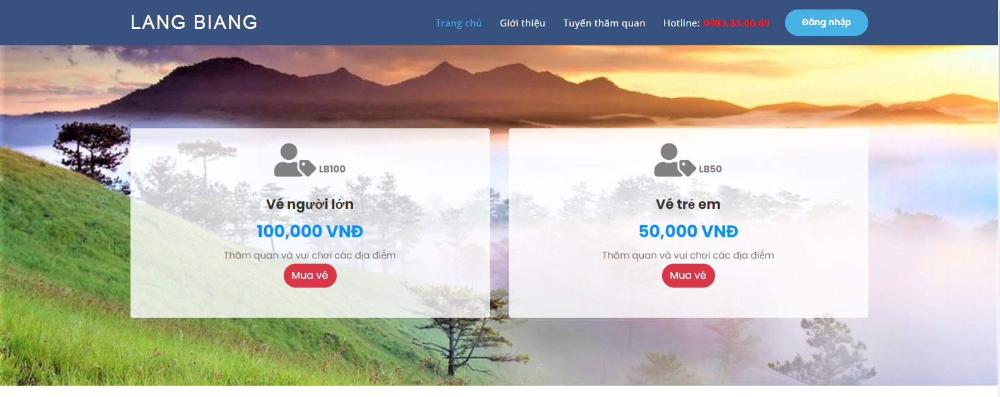 LANG BIANG
Trang chủ
Giới thiệu
Tuyến thăm quan
Hotline: 0983.83.06.69
Đăng nhập
LB100
Vé người lớn
100,000 VNĐ
Thăm quan và vui chơi các địa điểm
Mua vé
LB50
Vé trẻ em
50,000 VNĐ
Thăm quan và vui chơi các địa điểm
Mua vé